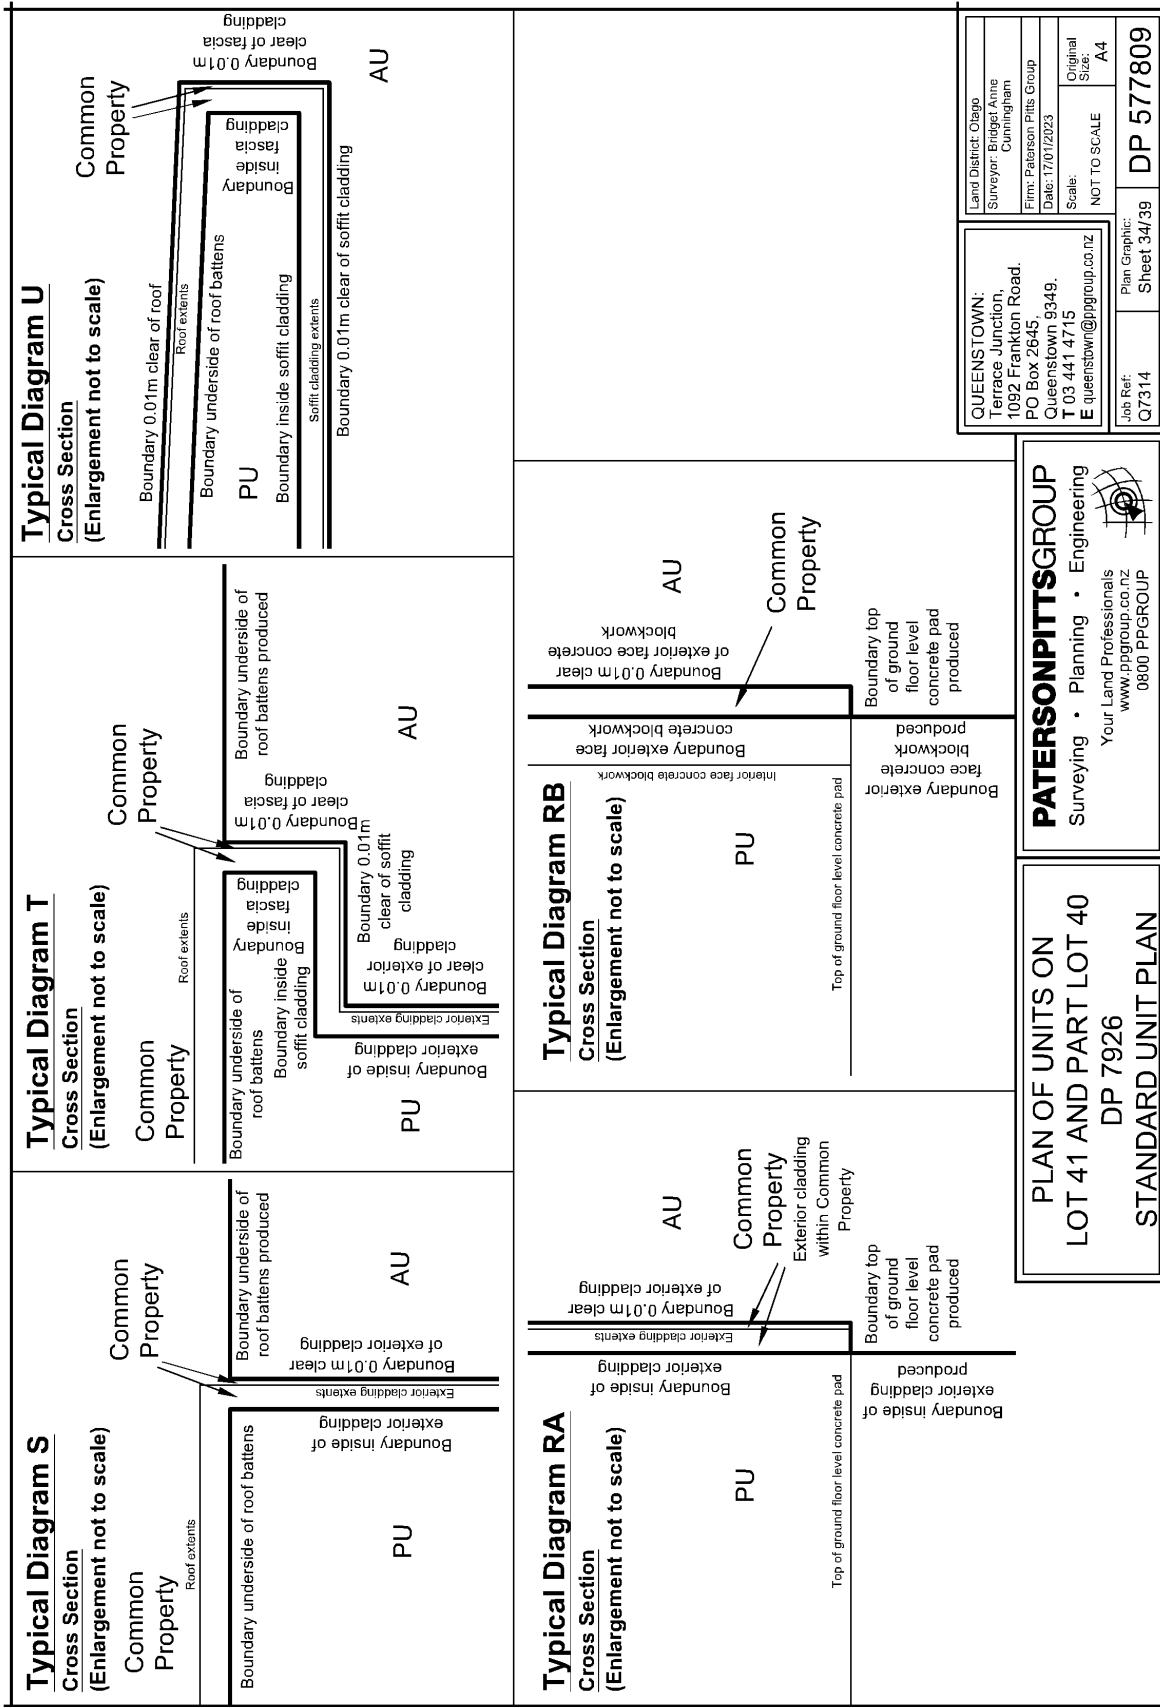 Typical Diagram S
Cross Section
(Enlargement not to scale)
Common
Property
Roof extents
Common
Property
Boundary underside of roof battens
Boundary underside of
roof battens produced
Boundary inside of
exterior cladding
Exterior cladding extents
Boundary 0.01m clear
of exterior cladding
PU
AU
Typical Diagram T
Cross Section
(Enlargement not to scale)
Common
Property
Roof extents
Common
Property
Boundary underside of
roof battens
Boundary inside
soffit cladding
Boundary
inside
fascia
cladding
Boundary 0.01m
clear of fascia
cladding
Boundary underside of
roof battens produced
Boundary 0.01m
clear of soffit
cladding
Boundary inside of
exterior cladding
Exterior cladding extents
Boundary 0.01m
clear of exterior
cladding
PU
AU
Typical Diagram U
Cross Section
(Enlargement not to scale)
Common
Property
Boundary 0.01m clear of roof
Roof extents
Boundary underside of roof battens
PU
Boundary
inside
fascia
cladding
Boundary 0.01m
clear of fascia
cladding
Boundary inside soffit cladding
Soffit cladding extents
Boundary 0.01m clear of soffit cladding
AU
Typical Diagram RA
Cross Section
(Enlargement not to scale)
PU
Boundary inside of
exterior cladding
Exterior cladding extents
Boundary 0.01m clear
of exterior cladding
AU
Common
Property
Exterior cladding
within Common
Property
Top of ground floor level concrete pad
Boundary inside of
exterior cladding
produced
Boundary top
of ground
floor level
concrete pad
produced
Typical Diagram RB
Cross Section
(Enlargement not to scale)
PU
Interior face concrete blockwork
Boundary exterior face
concrete blockwork
Boundary 0.01m clear
of exterior face concrete
blockwork
AU
Common
Property
Top of ground floor level concrete pad
Boundary exterior
face concrete
blockwork
produced
Boundary top
of ground
floor level
concrete pad
produced
PLAN OF UNITS ON
LOT 41 AND PART LOT 40
DP 7926
STANDARD UNIT PLAN
PATERSONPITTSGROUP
Surveying • Planning • Engineering
Your Land Professionals
www.ppgroup.co.nz
0800 PPGROUP
QUEENSTOWN:
Terrace Junction,
1092 Frankton Road.
PO Box 2645,
Queenstown 9349.
T 03 441 4715
E queenstown@ppgroup.co.nz
Land District: Otago
Surveyor: Bridget Anne
Cunningham
Firm: Paterson Pitts Group
Date: 17/01/2023
Scale:
NOT TO SCALE
Original
Size:
A4
Job Ref:
Q7314
Plan Graphic:
Sheet 34/39
DP 577809